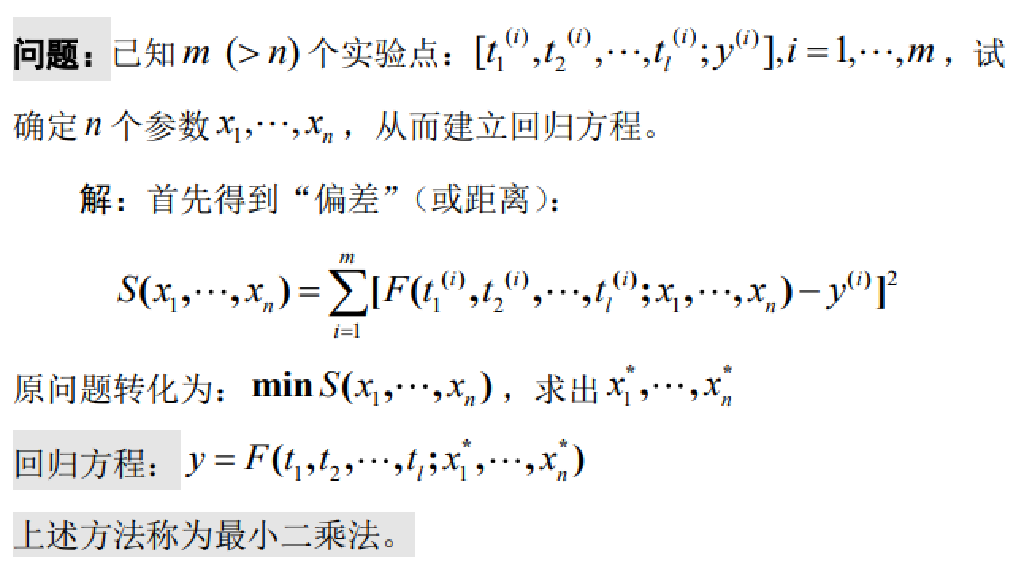 问题：已知 m (> n) 个实验点：[t₁⁽ⁱ⁾,t₂⁽ⁱ⁾,⋯,tₗ⁽ⁱ⁾; y⁽ⁱ⁾],i = 1,⋯,m，试
确定 n 个参数 x₁,⋯,xₙ，从而建立回归方程。
解：首先得到“偏差”（或距离）：
S(x₁,⋯,xₙ) = ∑ᵢ₌₁ᵐ[F(t₁⁽ⁱ⁾,t₂⁽ⁱ⁾,⋯,tₗ⁽ⁱ⁾;x₁,⋯,xₙ) − y⁽ⁱ⁾]²
原问题转化为：min S(x₁,⋯,xₙ)，求出 x₁*,⋯,xₙ*
回归方程：y = F(t₁,t₂,⋯,tₗ;x₁*,⋯,xₙ*)
上述方法称为最小二乘法。